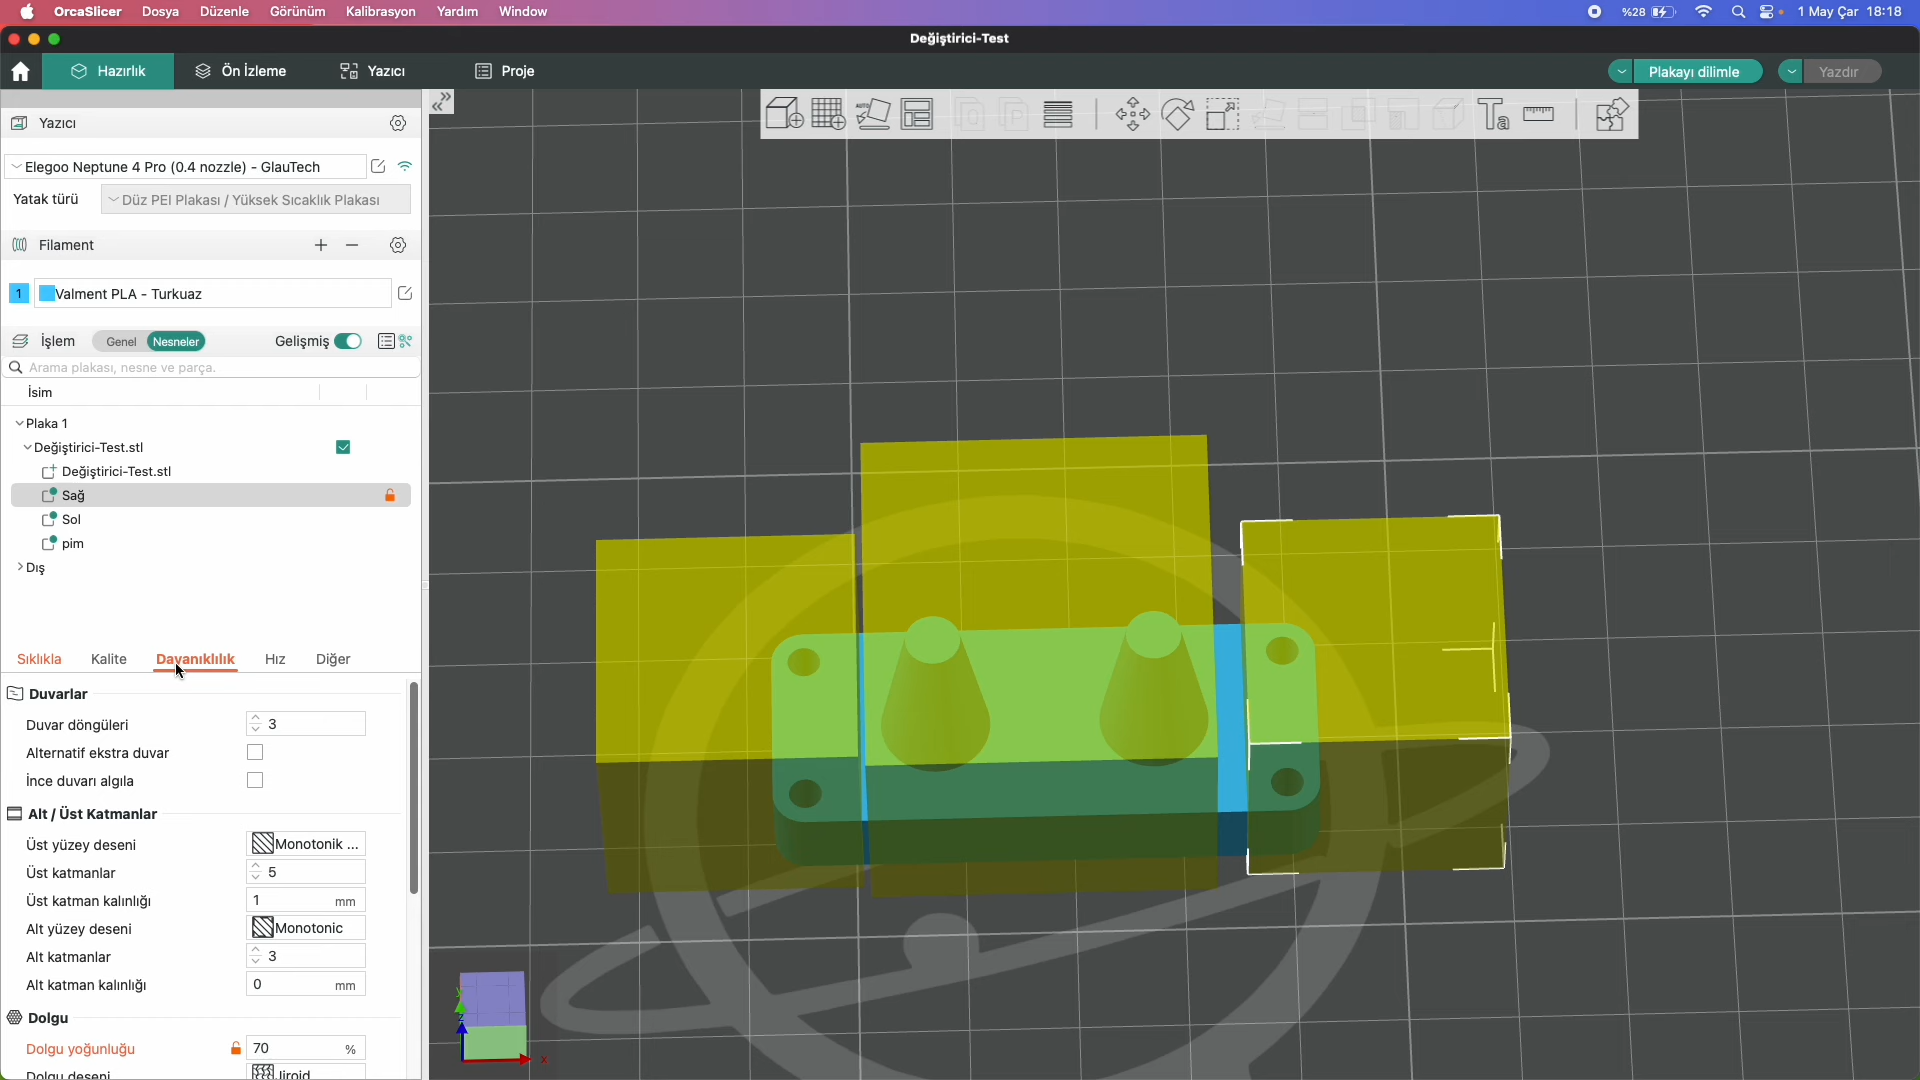 OrcaSlicer Dosya Düzenle Görünüm Kalibrasyon Yardım Window %28 1 May Çar 18:18
Değiştirici-Test
Hazırlık Ön İzleme Yazıcı Proje Plakayı dilimle Yazdır
Yazıcı
AUTO
Elegoo Neptune 4 Pro (0.4 nozzle) - GlauTech
Yatak türü Düz PEI Plakası / Yüksek Sıcaklık Plakası
Filament
1 Valment PLA - Turkuaz
İşlem Genel Nesneler Gelişmiş
Arama plakası, nesne ve parça.
İsim
Plaka 1
Değiştirici-Test.stl
Değiştirici-Test.stl
Sağ
Sol
pim
Dış
Sıklıkla Kalite Dayanıklılık Hız Diğer
Duvarlar
Duvar döngüleri 3
Alternatif ekstra duvar
İnce duvarı algıla
Alt / Üst Katmanlar
Üst yüzey deseni Monotonik ...
Üst katmanlar 5
Üst katman kalınlığı 1 mm
Alt yüzey deseni Monotonic
Alt katmanlar 3
Alt katman kalınlığı 0 mm
Dolgu
Dolgu yoğunluğu 70 %
Dolgu deseni Jiroid
y
z
x